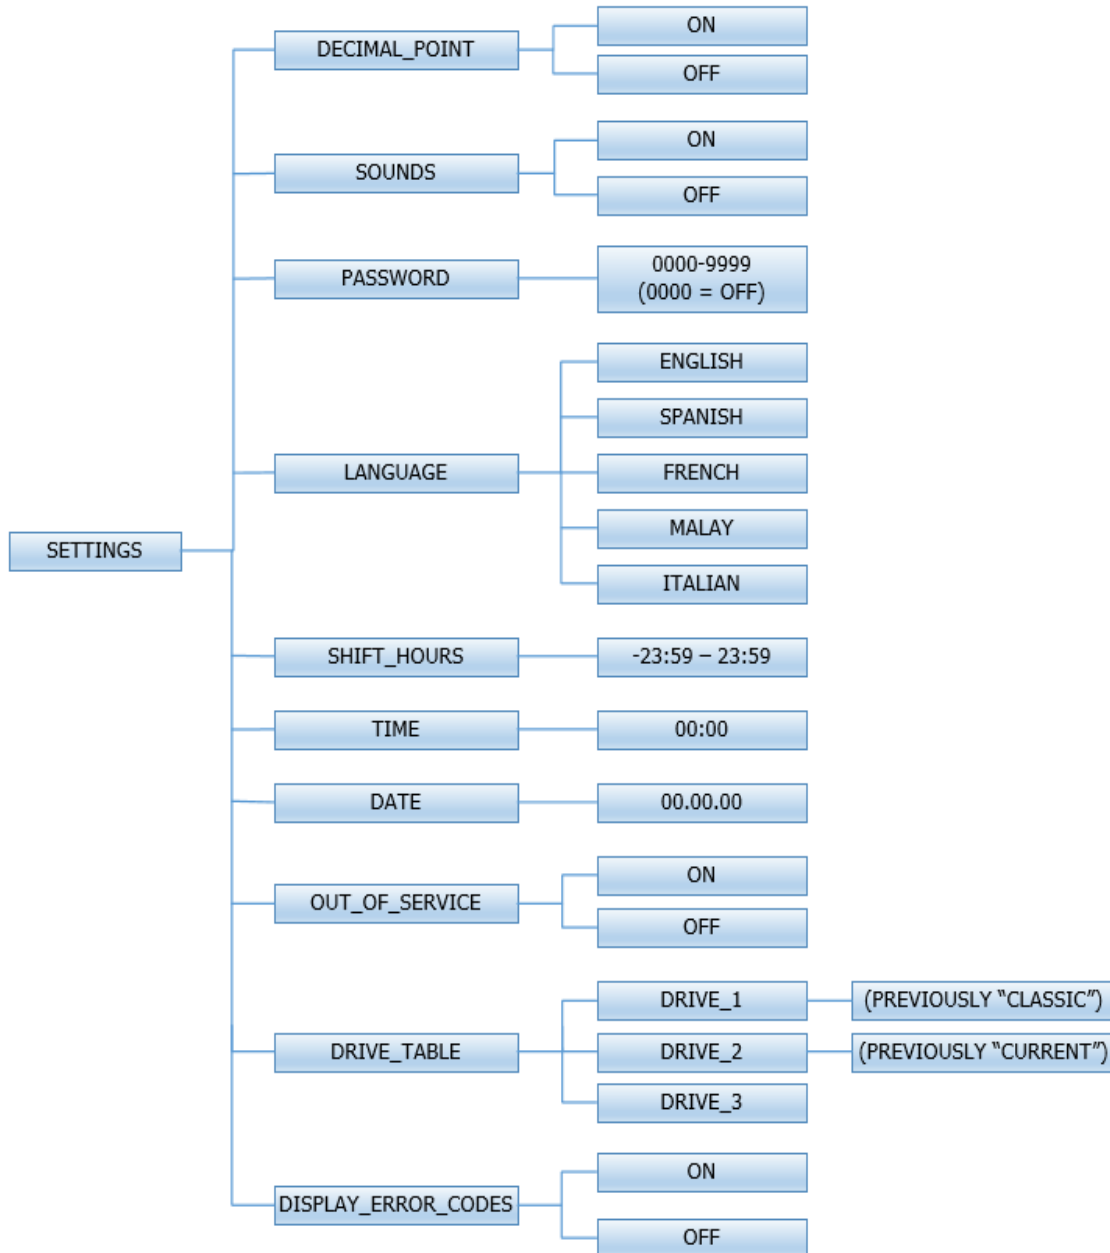 SETTINGS
DECIMAL_POINT
ON
OFF
SOUNDS
ON
OFF
PASSWORD
0000-9999
(0000 = OFF)
LANGUAGE
ENGLISH
SPANISH
FRENCH
MALAY
ITALIAN
SHIFT_HOURS
-23:59 – 23:59
TIME
00:00
DATE
00.00.00
OUT_OF_SERVICE
ON
OFF
DRIVE_TABLE
DRIVE_1
(PREVIOUSLY “CLASSIC”)
DRIVE_2
(PREVIOUSLY “CURRENT”)
DRIVE_3
DISPLAY_ERROR_CODES
ON
OFF